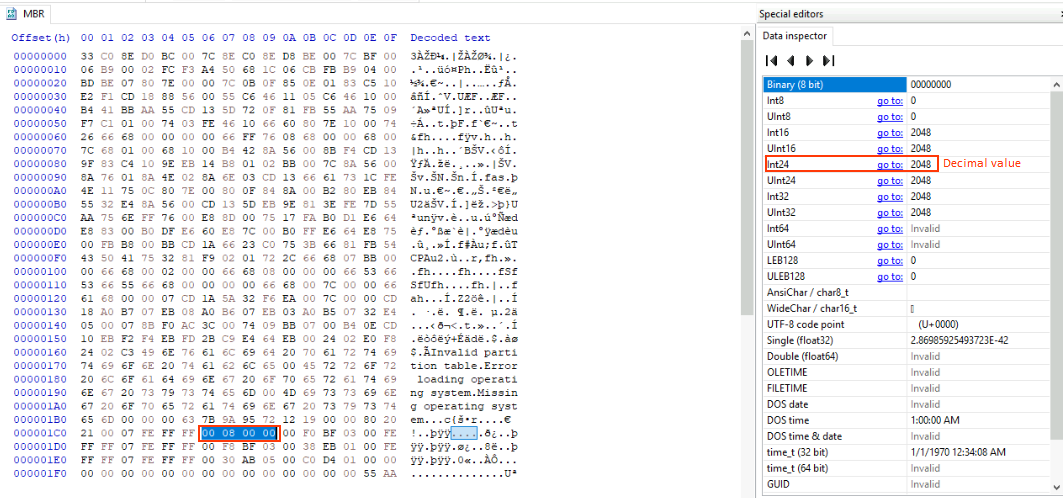 MBR
Offset(h) 00 01 02 03 04 05 06 07 08 09 0A 0B 0C 0D 0E 0F Decoded text
00000000 33 C0 8E D0 BC 00 7C 8E C0 8E D8 BE 00 7C BF 00 3ÀŽÐ¼.|ŽÀŽØ¾.|¿.
00000010 06 B9 00 02 FC F3 A4 50 68 1C 06 CB FB B9 04 00 .¹..üó¤Ph..Ëû¹..
00000020 BD BE 07 80 7E 00 00 7C 0B 0F 85 0E 01 83 C5 10 ½¾.€~..|..…..ƒÅ.
00000030 E2 F1 CD 18 88 56 00 55 C6 46 11 05 C6 46 10 00 âñÍ.ˆV.UÆF..ÆF..
00000040 B4 41 BB AA 55 CD 13 5D 72 0F 81 FB 55 AA 75 09 ´A»ªUÍ.]r..ûUªu.
00000050 F7 C1 01 00 74 03 FE 46 10 66 60 80 7E 10 00 74 ÷Á..t.þF.f`€~..t
00000060 26 66 68 00 00 00 00 66 FF 76 08 68 00 00 68 00 &fh....fÿv.h..h.
00000070 7C 68 01 00 68 10 00 B4 42 8A 56 00 8B F4 CD 13 |h..h..´BŠV.‹ôÍ.
00000080 9F 83 C4 10 9E EB 14 B8 01 02 BB 00 7C 8A 56 00 ŸƒÄ.žë.¸..».|ŠV.
00000090 8A 76 01 8A 4E 02 8A 6E 03 CD 13 66 61 73 1C FE Šv.ŠN.Šn.Í.fas.þ
000000A0 4E 11 75 0C 80 7E 00 80 0F 84 8A 00 B2 80 EB 84 N.u.€~.€.„Š.²€ë„
000000B0 55 32 E4 8A 56 00 CD 13 5D EB 9E 81 3E FE 7D 55 U2äŠV.Í.]ëž.>þ}U
000000C0 AA 75 6E FF 76 00 E8 8D 00 75 17 FA B0 D1 E6 64 ªunÿv.è..u.ú°Ñæd
000000D0 E8 83 00 B0 DF E6 60 E8 7C 00 B0 FF E6 64 E8 75 èƒ.°ßæ`è|.°ÿædèu
000000E0 00 FB B8 00 BB CD 1A 66 23 C0 75 3B 66 81 FB 54 .û¸.»Í.f#Àu;f.ûT
000000F0 43 50 41 75 32 81 F9 02 01 72 2C 66 68 07 BB 00 CPAu2.ù..r,fh.».
00000100 00 66 68 00 02 00 00 66 68 08 00 00 00 66 53 66 .fh....fh....fSf
00000110 53 66 55 66 68 00 00 00 00 66 68 00 7C 00 00 66 SfUfh....fh.|..f
00000120 61 68 00 00 07 CD 1A 5A 32 F6 EA 00 7C 00 00 CD ah...Í.Z2öê.|..Í
00000130 18 A0 B7 07 EB 08 A0 B6 07 EB 03 A0 B5 07 32 E4 . ·.ë. ¶.ë. µ.2ä
00000140 05 00 07 8B F0 AC 3C 00 74 09 BB 07 00 B4 0E CD ...‹ð¬<.t.»..´.Í
00000150 10 EB F2 F4 EB FD 2B C9 E4 64 EB 00 24 02 E0 F8 .ëòôëý+Éädë.$.àø
00000160 24 02 C3 49 6E 76 61 6C 69 64 20 70 61 72 74 69 $.ÃInvalid parti
00000170 74 69 6F 6E 20 74 61 62 6C 65 00 45 72 72 6F 72 tion table.Error
00000180 20 6C 6F 61 64 69 6E 67 20 6F 70 65 72 61 74 69 loading operati
00000190 6E 67 20 73 79 73 74 65 6D 00 4D 69 73 73 69 6E ng system.Missin
000001A0 67 20 6F 70 65 72 61 74 69 6E 67 20 73 79 73 74 g operating syst
000001B0 65 6D 00 00 00 63 7B 9A 95 72 12 19 00 00 80 20 em...c{š•r....€
000001C0 21 00 07 FE FF FF 00 08 00 00 00 F0 BF 03 00 FE !..þÿÿ.....ð¿..þ
000001D0 FF FF 07 FE FF FF 00 F8 BF 03 00 38 EB 01 00 FE ÿÿ.þÿÿ.ø¿..8ë..þ
000001E0 FF FF 07 FE FF FF 00 30 AB 05 00 C0 D4 01 00 00 ÿÿ.þÿÿ.0«..ÀÔ...
000001F0 00 00 00 00 00 00 00 00 00 00 00 00 00 00 55 AA ..............Uª
Special editors
Data inspector
Binary (8 bit) 00000000
Int8 go to: 0
UInt8 go to: 0
Int16 go to: 2048
UInt16 go to: 2048
Int24 go to: 2048 Decimal value
UInt24 go to: 2048
Int32 go to: 2048
UInt32 go to: 2048
Int64 go to: Invalid
UInt64 go to: Invalid
LEB128 go to: 0
ULEB128 go to: 0
AnsiChar / char8_t
WideChar / char16_t
UTF-8 code point (U+0000)
Single (float32) 2.86985925493723E-42
Double (float64) Invalid
OLETIME Invalid
FILETIME Invalid
DOS date Invalid
DOS time 1:00:00 AM
DOS time & date Invalid
time_t (32 bit) 1/1/1970 12:34:08 AM
time_t (64 bit) Invalid
GUID Invalid